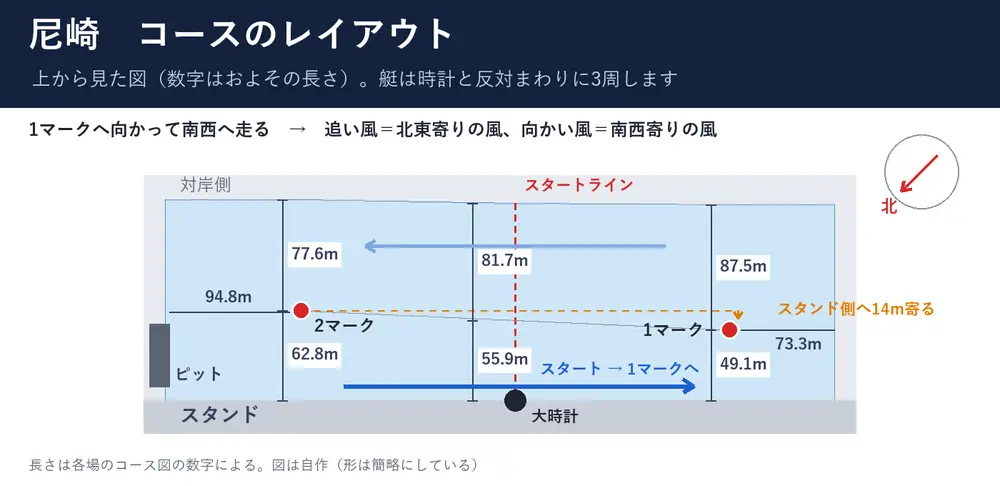 尼崎　コースのレイアウト
上から見た図（数字はおよその長さ）。艇は時計と反対まわりに3周します
1マークへ向かって南西へ走る　→　追い風＝北東寄りの風、向かい風＝南西寄りの風
対岸側
スタートライン
北
77.6m
81.7m
87.5m
94.8m
スタンド側へ14m寄る
2マーク
1マーク
73.3m
62.8m
55.9m
49.1m
スタート → 1マークへ
ピット
スタンド
大時計
長さは各場のコース図の数字による。図は自作（形は簡略にしている）